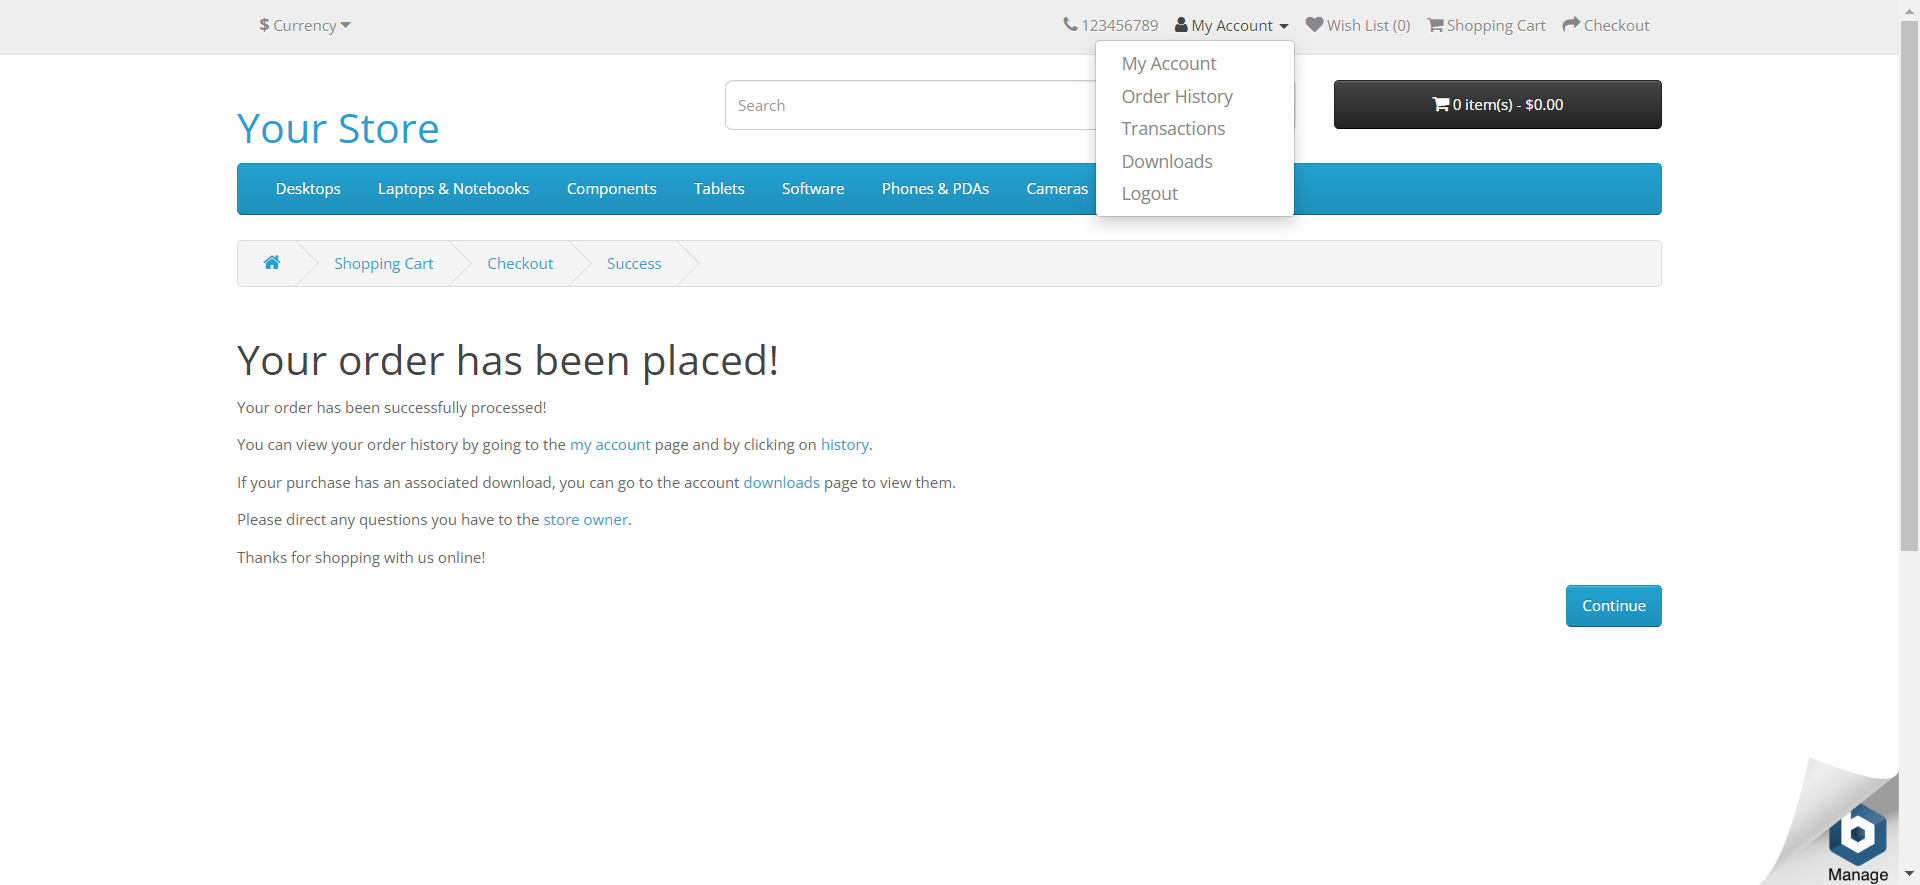 $ Currency
123456789 My Account Wish List (0) Shopping Cart Checkout
My Account
Order History
Transactions
Downloads
Logout
Search
0 item(s) - $0.00
Your Store
Desktops Laptops & Notebooks Components Tablets Software Phones & PDAs Cameras
Shopping Cart Checkout Success
Your order has been placed!
Your order has been successfully processed!
You can view your order history by going to the my account page and by clicking on history.
If your purchase has an associated download, you can go to the account downloads page to view them.
Please direct any questions you have to the store owner.
Thanks for shopping with us online!
Continue
Manage